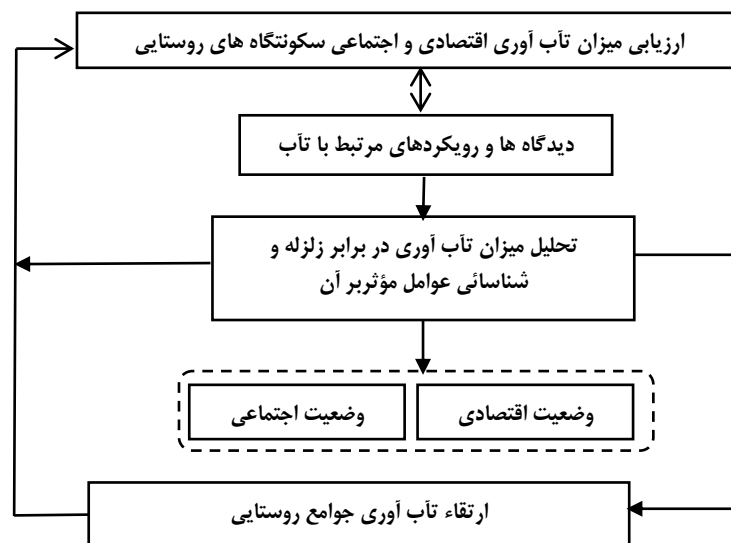 ارزیابی میزان تآب آوری اقتصادی و اجتماعی سکونتگاه های روستایی
دیدگاه ها و رویکردهای مرتبط با تآب
تحلیل میزان تآب آوری در برابر زلزله و
شناسائی عوامل مؤثربر آن
وضعیت اقتصادی
وضعیت اجتماعی
ارتقاء تآب آوری جوامع روستایی